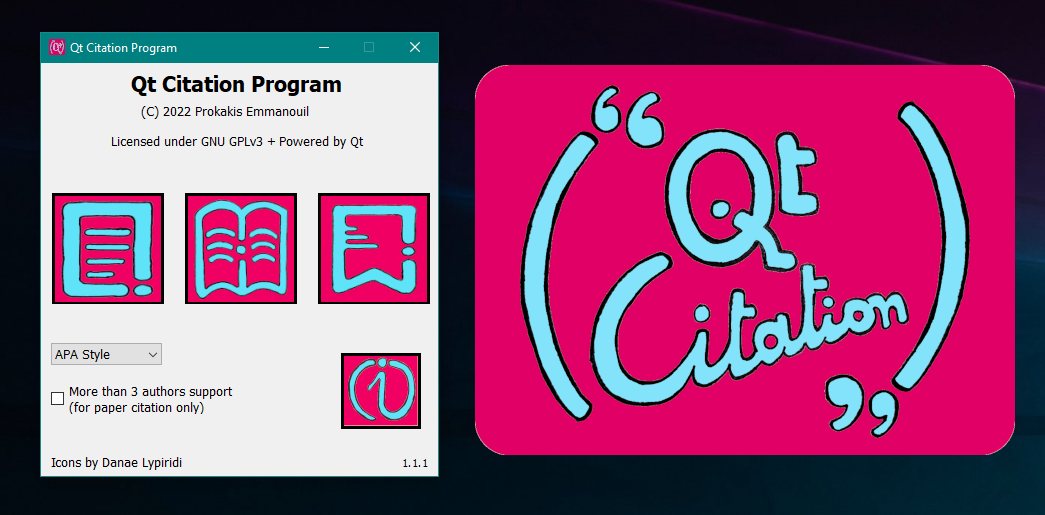 Qt Citation Program
Qt Citation Program
(C) 2022 Prokakis Emmanouil
Licensed under GNU GPLv3 + Powered by Qt
APA Style
More than 3 authors support
(for paper citation only)
i
Icons by Danae Lypiridi
1.1.1
(“Qt
Citation„)